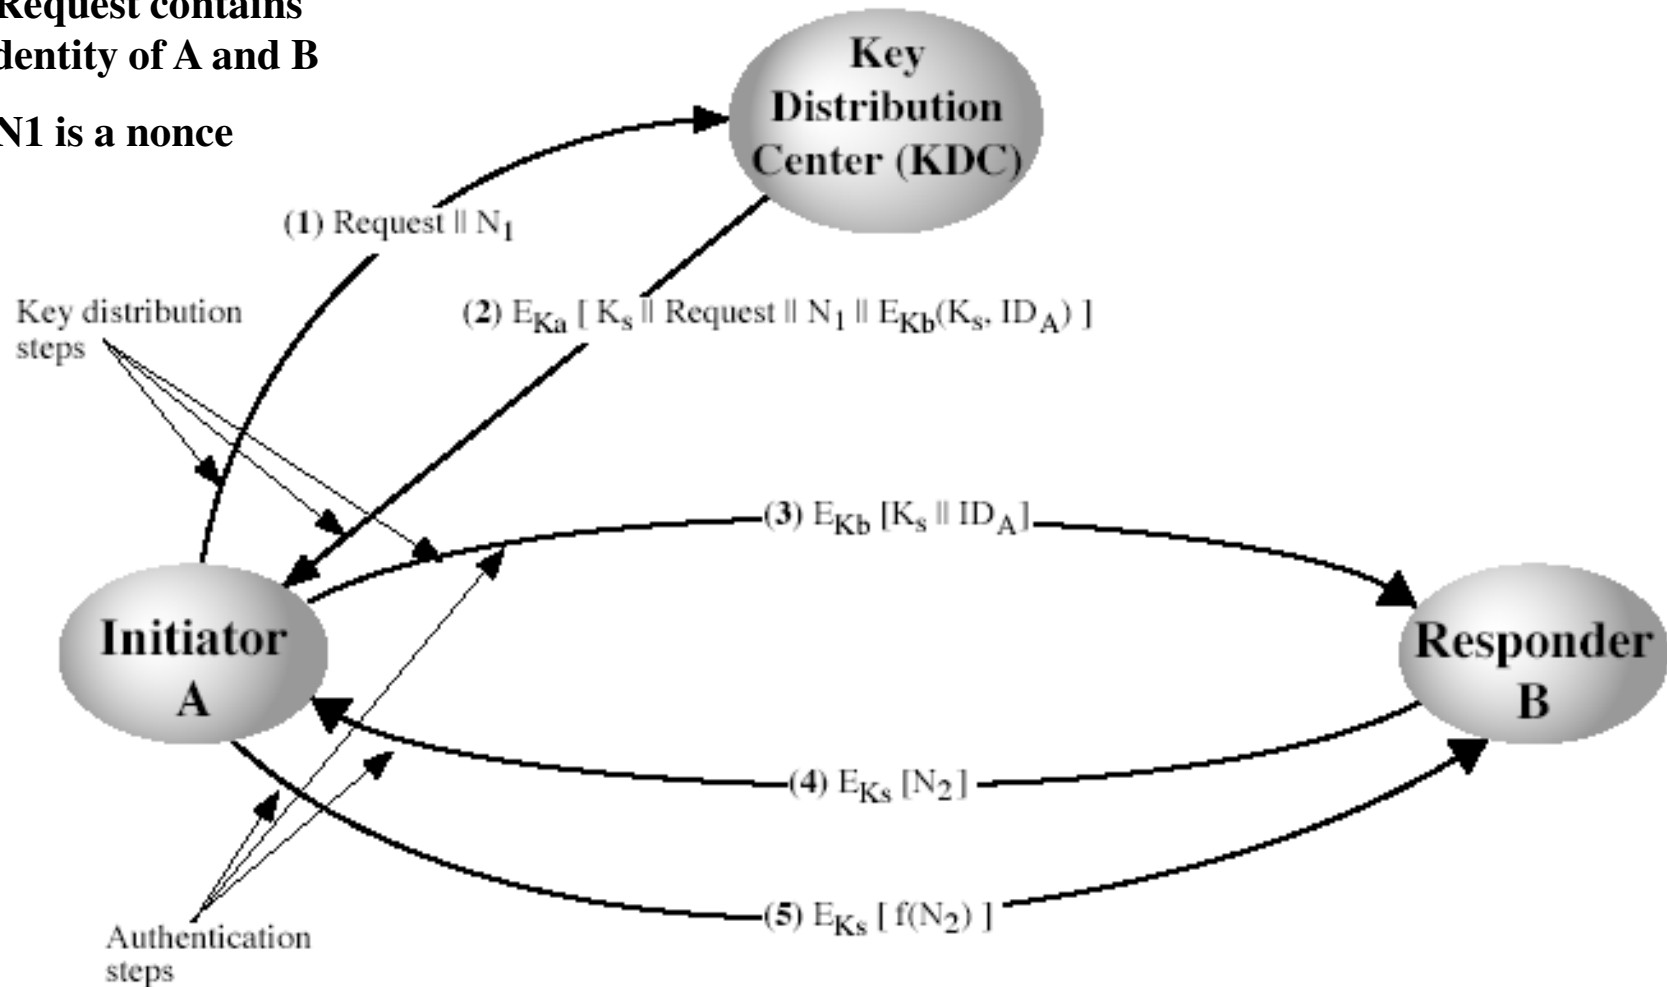 Request contains
dentity of A and B
N1 is a nonce
Key
Distribution
Center (KDC)
(1) Request || N1
Key distribution
steps
(2) EKa [ Ks || Request || N1 || EKb(Ks, IDA) ]
(3) EKb [Ks || IDA]
Initiator
A
Responder
B
(4) EKs [N2]
(5) EKs [ f(N2) ]
Authentication
steps